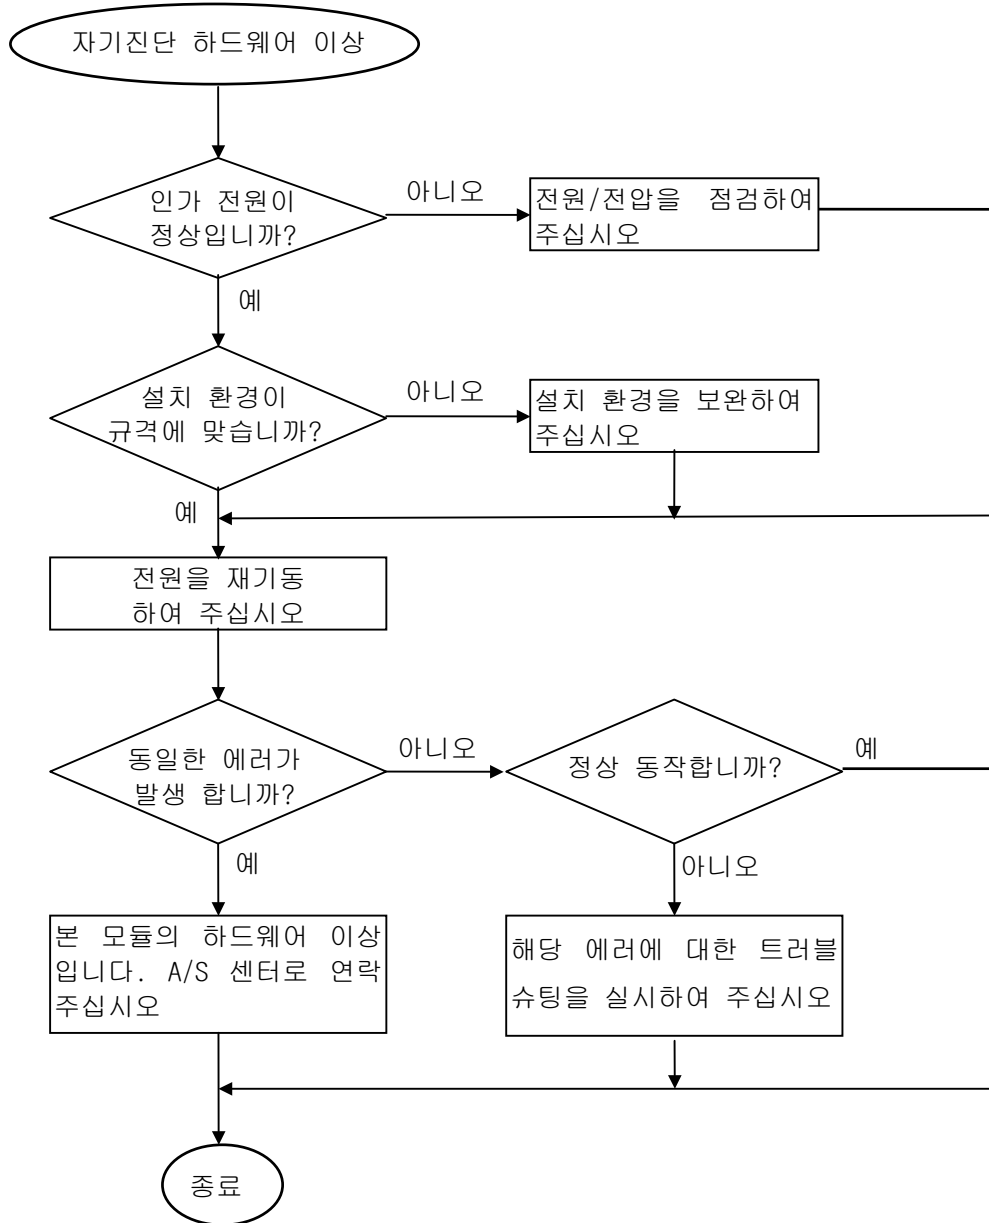 자기진단 하드웨어 이상
인가 전원이
정상입니까?
아니오
전원/전압을 점검하여
주십시오
예
설치 환경이
규격에 맞습니까?
아니오
설치 환경을 보완하여
주십시오
예
전원을 재기동
하여 주십시오
동일한 에러가
발생 합니까?
아니오
정상 동작합니까?
예
예
아니오
본 모듈의 하드웨어 이상
입니다. A/S 센터로 연락
주십시오
해당 에러에 대한 트러블
슈팅을 실시하여 주십시오
종료